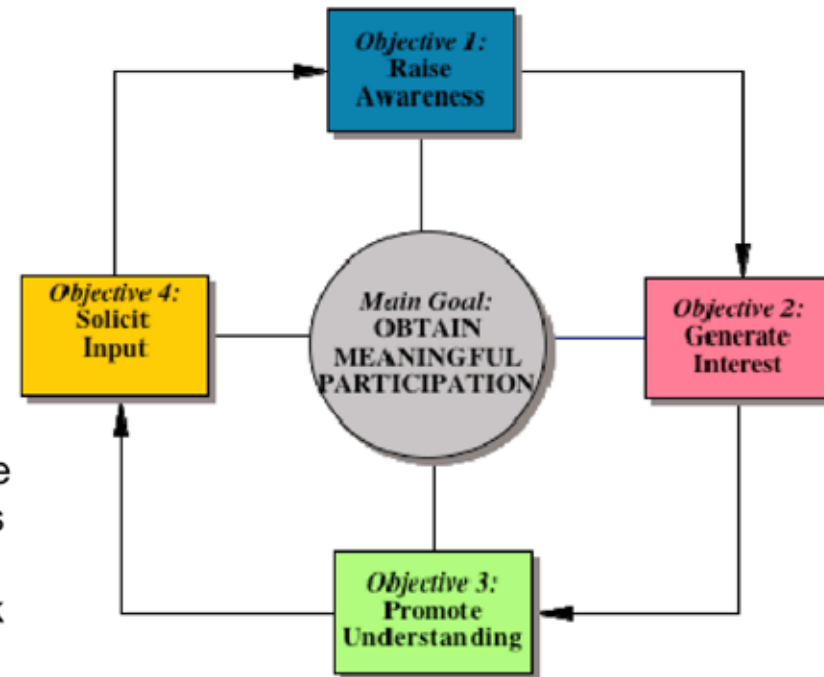 Objective 1:
Raise
Awareness
Objective 2:
Generate
Interest
Objective 3:
Promote
Understanding
Objective 4:
Solicit
Input
Main Goal:
OBTAIN
MEANINGFUL
PARTICIPATION